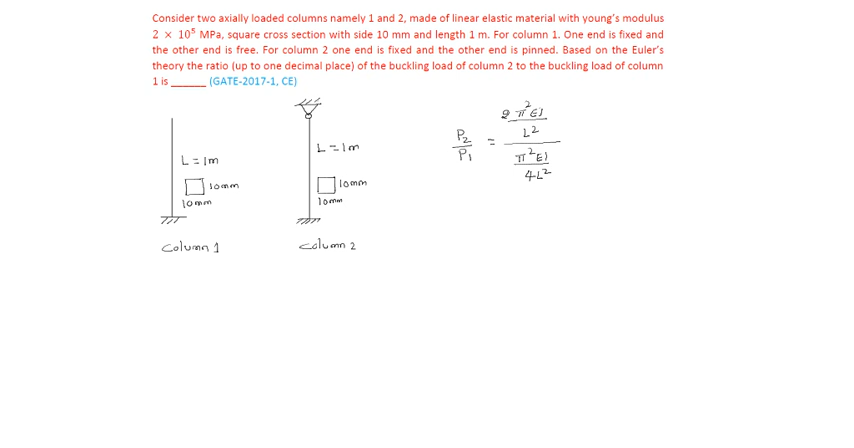 Consider two axially loaded columns namely 1 and 2, made of linear elastic material with young's modulus
2 × 10⁵ MPa, square cross section with side 10 mm and length 1 m. For column 1. One end is fixed and
the other end is free. For column 2 one end is fixed and the other end is pinned. Based on the Euler's
theory the ratio (up to one decimal place) of the buckling load of column 2 to the buckling load of column
1 is ______ (GATE-2017-1, CE)
L = 1m
10mm
10mm
Column 1
L = 1m
10mm
10mm
Column 2
P₂/P₁ = (2π²EI/L²)/(π²EI/4L²)